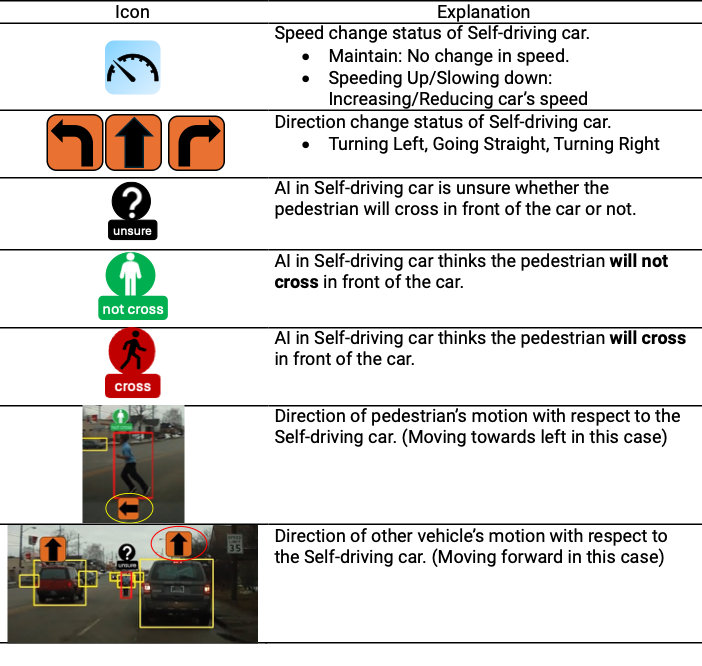 Icon Explanation
Speed change status of Self-driving car.
• Maintain: No change in speed.
• Speeding Up/Slowing down:
Increasing/Reducing car's speed
Direction change status of Self-driving car.
• Turning Left, Going Straight, Turning Right
?
unsure
AI in Self-driving car is unsure whether the
pedestrian will cross in front of the car or not.
not cross
AI in Self-driving car thinks the pedestrian will not
cross in front of the car.
cross
AI in Self-driving car thinks the pedestrian will cross
in front of the car.
Direction of pedestrian's motion with respect to the
Self-driving car. (Moving towards left in this case)
?
unsure
SPEED
LIMIT
35
Direction of other vehicle's motion with respect to
the Self-driving car. (Moving forward in this case)